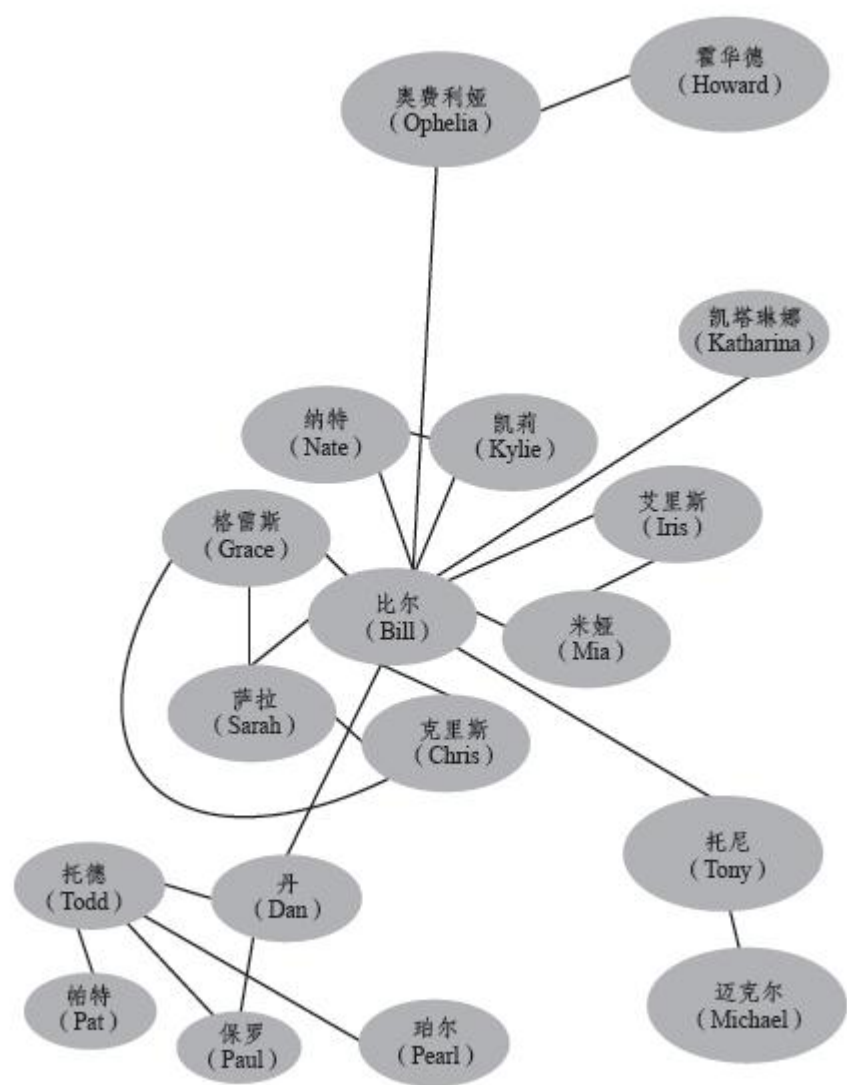 霍华德
（Howard）
奥费利娅
（Ophelia）
凯塔琳娜
（Katharina）
纳特
（Nate）
凯莉
（Kylie）
艾里斯
（Iris）
格雷斯
（Grace）
比尔
（Bill）
米娅
（Mia）
萨拉
（Sarah）
克里斯
（Chris）
托尼
（Tony）
托德
（Todd）
丹
（Dan）
迈克尔
（Michael）
帕特
（Pat）
保罗
（Paul）
珀尔
（Pearl）